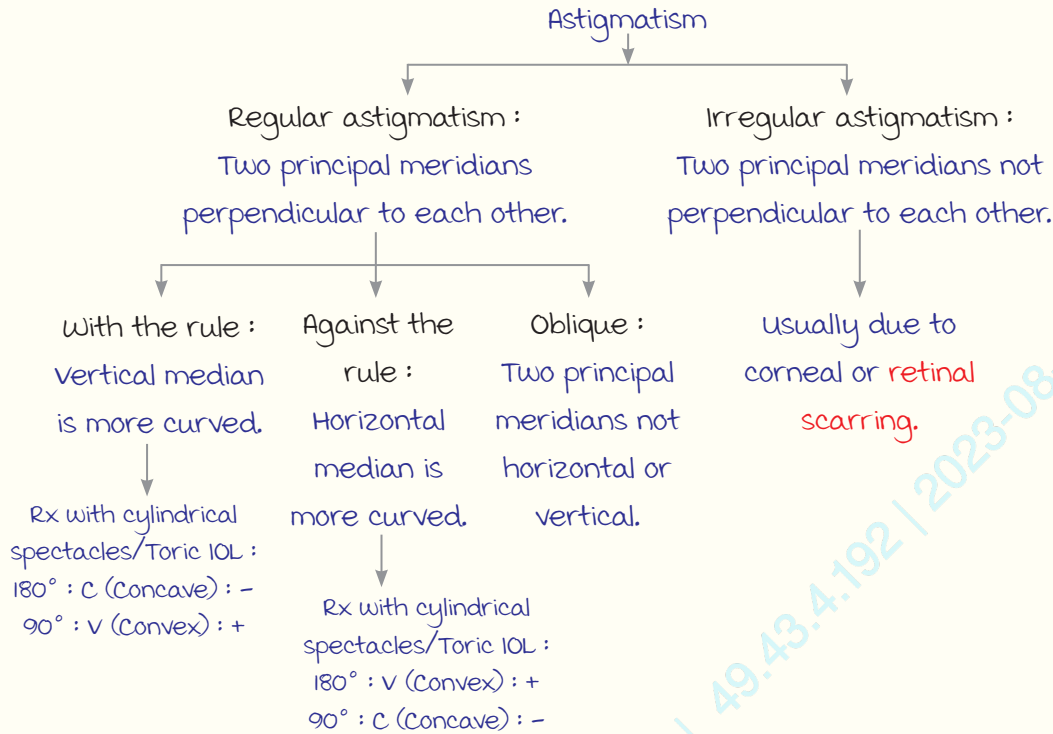 Astigmatism
Regular astigmatism :
Two principal meridians
perpendicular to each other.
Irregular astigmatism :
Two principal meridians not
perpendicular to each other.
With the rule :
Vertical median
is more curved.
Rx with cylindrical
spectacles/Toric IOL :
180° : C (Concave) : -
90° : V (Convex) : +
Against the
rule :
Horizontal
median is
more curved.
Rx with cylindrical
spectacles/Toric IOL :
180° : V (Convex) : +
90° : C (Concave) : -
Oblique :
Two principal
meridians not
horizontal or
vertical.
Usually due to
corneal or retinal
scarring.
| 49.43.4.192 | 2023-08-